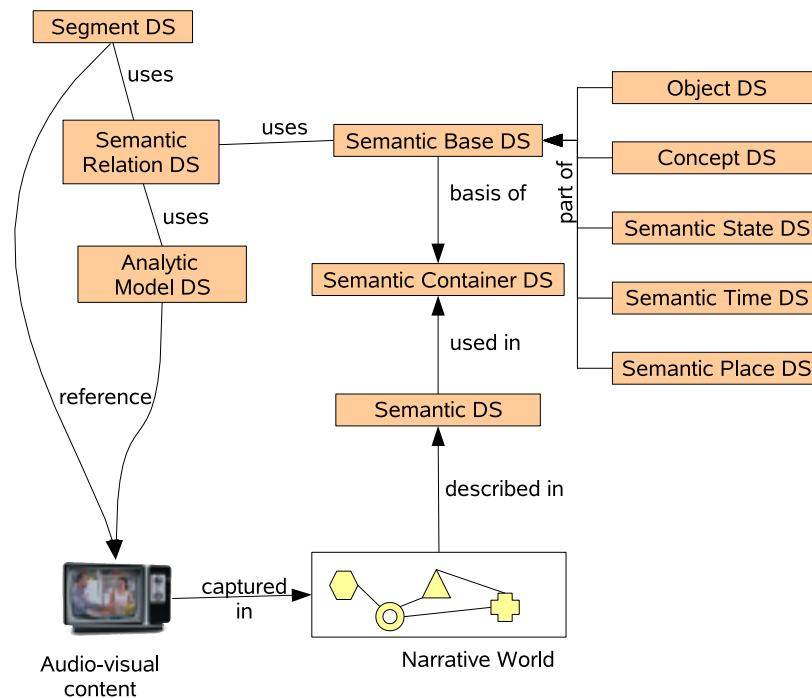 Segment DS
uses
Object DS
Semantic
Relation DS
uses
Semantic Base DS
Concept DS
part of
basis of
uses
Semantic State DS
Analytic
Model DS
Semantic Container DS
Semantic Time DS
used in
Semantic Place DS
reference
Semantic DS
described in
captured
in
Narrative World
Audio-visual
content